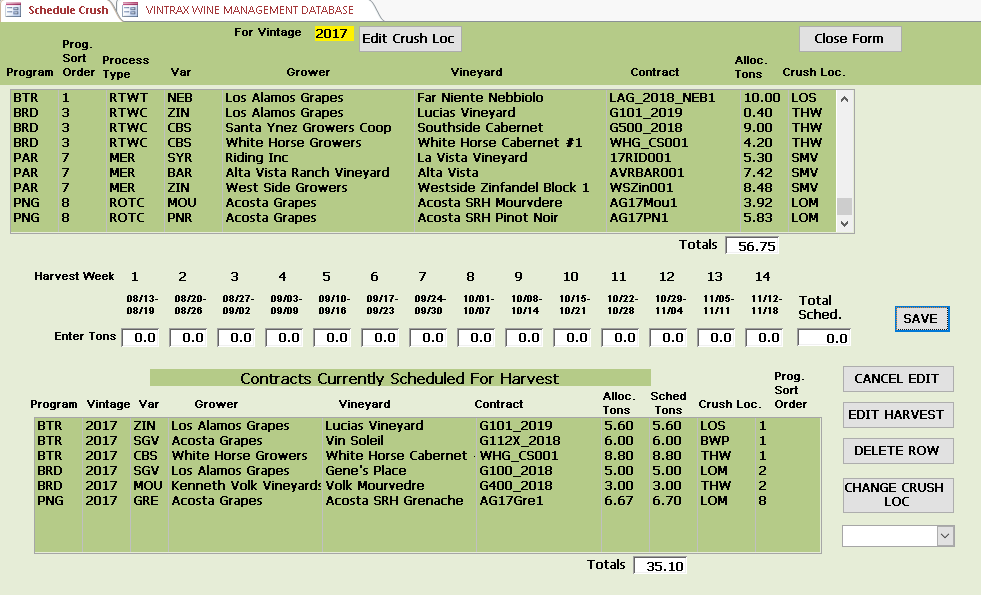 Schedule Crush VINTRAX WINE MANAGEMENT DATABASE
For Vintage 2017 Edit Crush Loc Close Form
Program Prog. Sort Order Process Type Var Grower Vineyard Contract Alloc. Tons Crush Loc.
BTR 1 RTWT NEB Los Alamos Grapes Far Niente Nebbiolo LAG_2018_NEB1 10.00 LOS
BRD 3 RTWC ZIN Los Alamos Grapes Lucias Vineyard G101_2019 0.40 THW
BRD 3 RTWC CBS Santa Ynez Growers Coop Southside Cabernet G500_2018 9.00 THW
BRD 3 RTWC CBS White Horse Growers White Horse Cabernet #1 WHG_CS001 4.20 THW
PAR 7 MER SYR Riding Inc La Vista Vineyard 17RID001 5.30 SMV
PAR 7 MER BAR Alta Vista Ranch Vineyard Alta Vista AVRBAR001 7.42 SMV
PAR 7 MER ZIN West Side Growers Westside Zinfandel Block 1 WSZin001 8.48 SMV
PNG 8 ROTC MOU Acosta Grapes Acosta SRH Mourvdere AG17Mou1 3.92 LOM
PNG 8 ROTC PNR Acosta Grapes Acosta SRH Pinot Noir AG17PN1 5.83 LOM
Totals 56.75
Harvest Week 1 2 3 4 5 6 7 8 9 10 11 12 13 14
08/13- 08/20- 08/27- 09/03- 09/10- 09/17- 09/24- 10/01- 10/08- 10/15- 10/22- 10/29- 11/05- 11/12- Total
08/19 08/26 09/02 09/09 09/16 09/23 09/30 10/07 10/14 10/21 10/28 11/04 11/11 11/18 Sched.
SAVE
Enter Tons 0.0 0.0 0.0 0.0 0.0 0.0 0.0 0.0 0.0 0.0 0.0 0.0 0.0 0.0 0.0
Contracts Currently Scheduled For Harvest
Program Vintage Var Grower Vineyard Contract Alloc. Tons Sched Tons Crush Loc. Prog. Sort Order
BTR 2017 ZIN Los Alamos Grapes Lucias Vineyard G101_2019 5.60 5.60 LOS 1
BTR 2017 SGV Acosta Grapes Vin Soleil G112X_2018 6.00 6.00 BWP 1
BTR 2017 CBS White Horse Growers White Horse Cabernet WHG_CS001 8.80 8.80 THW 1
BRD 2017 SGV Los Alamos Grapes Gene's Place G100_2018 5.00 5.00 LOM 2
BRD 2017 MOU Kenneth Volk Vineyards Volk Mourvedre G400_2018 3.00 3.00 THW 2
PNG 2017 GRE Acosta Grapes Acosta SRH Grenache AG17Gre1 6.67 6.70 LOM 8
Totals 35.10
CANCEL EDIT
EDIT HARVEST
DELETE ROW
CHANGE CRUSH
LOC